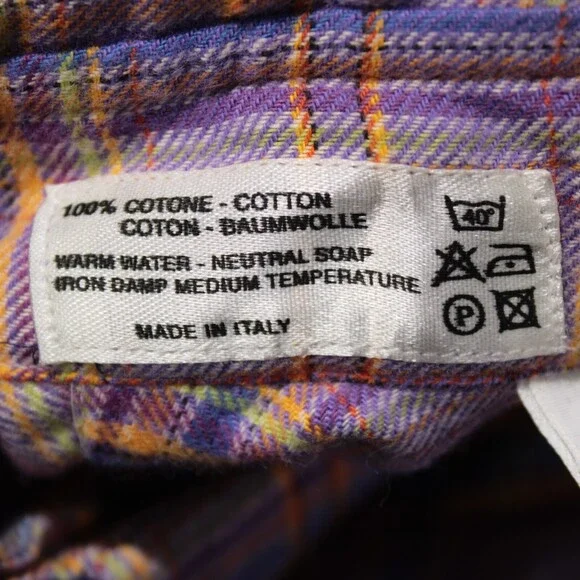 100% COTONE - COTTON
COTON - BAUMWOLLE
WARM WATER - NEUTRAL SOAP
IRON DAMP MEDIUM TEMPERATURE
MADE IN ITALY
40°
P